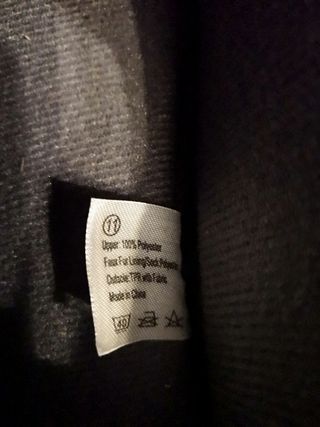 11
Upper: 100% Polyester
Faux Fur Lining/Sock:Polyester
Outsole: TPR with Fabric
Made in China
40